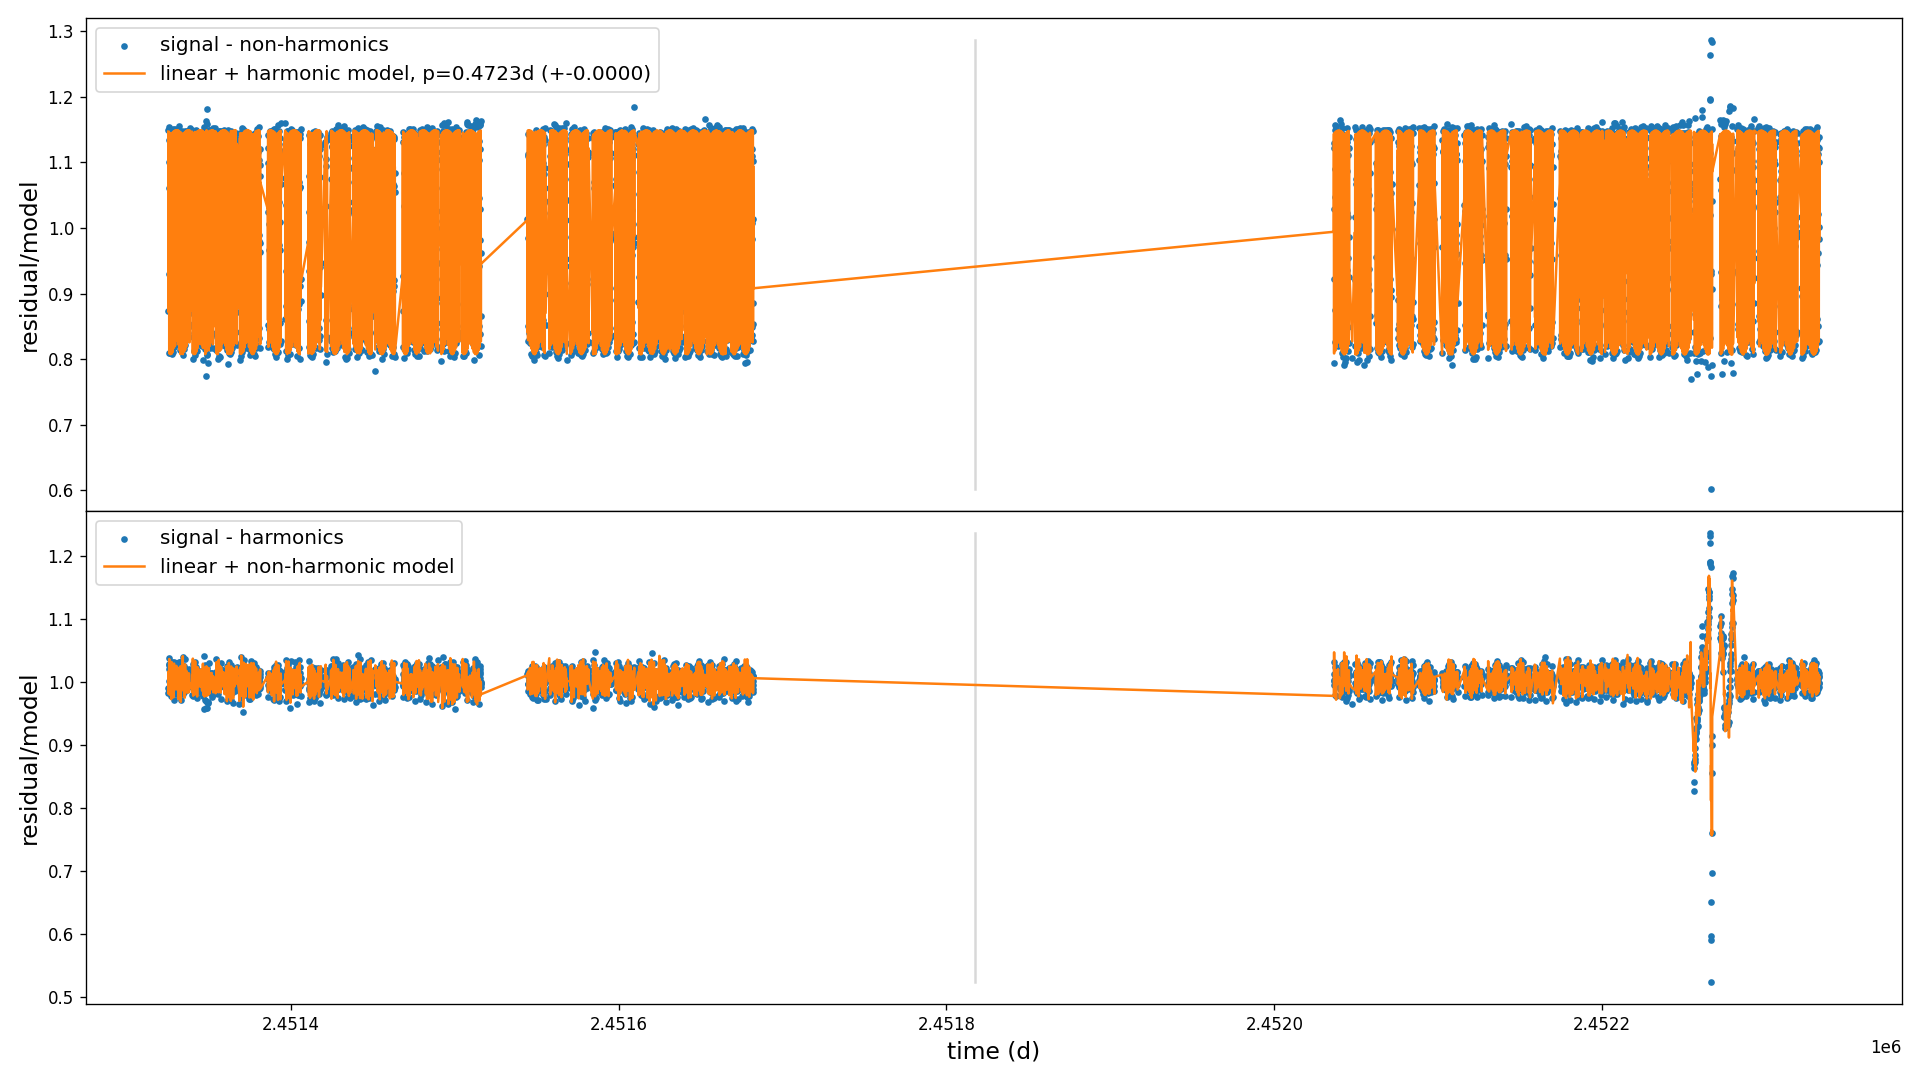 signal - non-harmonics
linear + harmonic model, p=0.4723d (+-0.0000)
1.3
1.2
1.1
1.0
0.9
0.8
0.7
0.6
residual/model
signal - harmonics
linear + non-harmonic model
1.2
1.1
1.0
0.9
0.8
0.7
0.6
0.5
residual/model
2.4514 2.4516 2.4518 2.4520 2.4522
1e6
time (d)